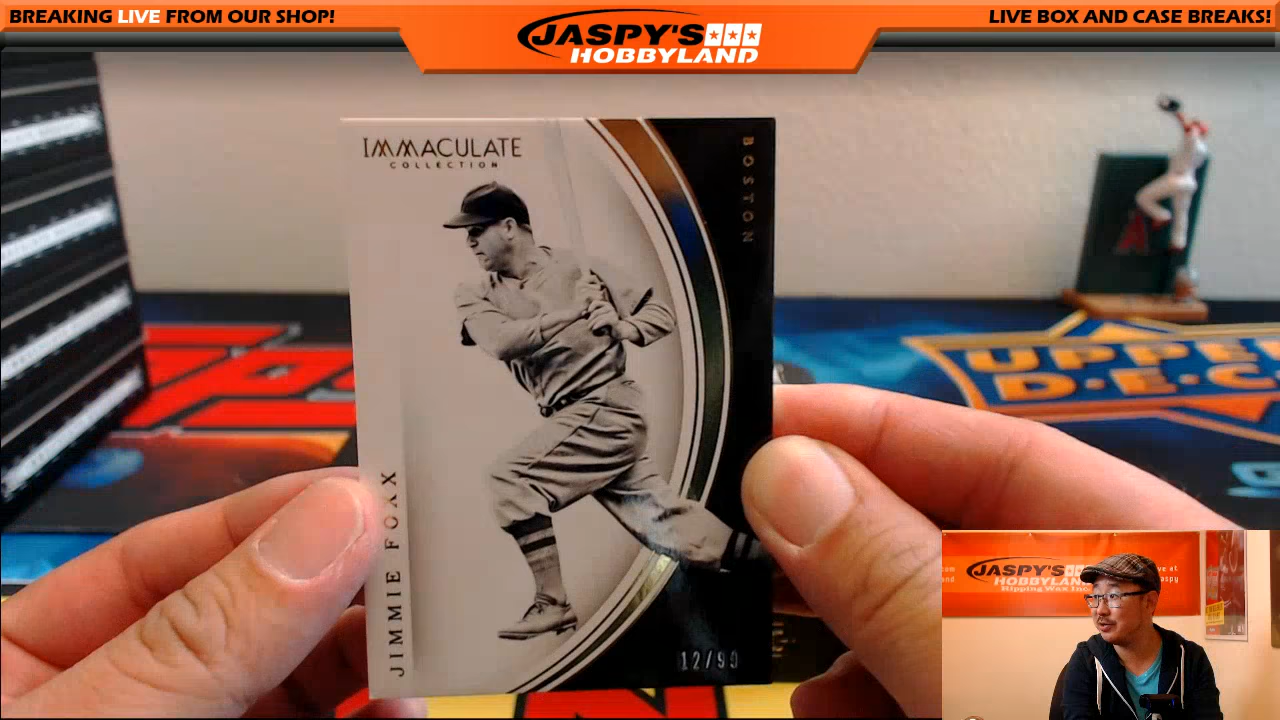 BREAKING LIVE FROM OUR SHOP!
JASPY'S
HOBBYLAND
LIVE BOX AND CASE BREAKS!
IMMACULATE
COLLECTION
BOSTON
JIMMIE FOXX
12/99
UPPER
D·E·C
JASPY'S
HOBBYLAND
Ripping Wax Inc.